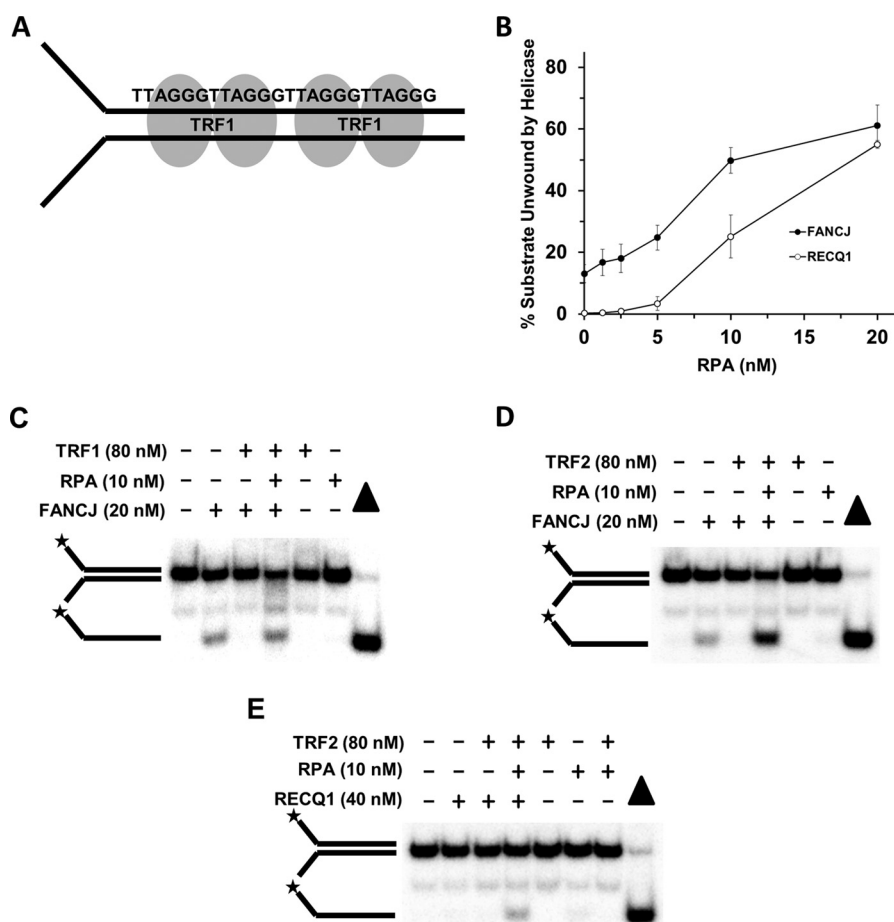 A
TTAGGGTTAGGGTTAGGGTTAGGG
TRF1 TRF1
B
% Substrate Unwound by Helicase
80
60
40
20
0
FANCJ
RECQ1
0 5 10 15 20
RPA (nM)
C
TRF1 (80 nM) – – + + + –
RPA (10 nM) – – – + – +
FANCJ (20 nM) – + + + – –
D
TRF2 (80 nM) – – + + + –
RPA (10 nM) – – – + – +
FANCJ (20 nM) – + + + – –
E
TRF2 (80 nM) – – + + + – +
RPA (10 nM) – – – + – + +
RECQ1 (40 nM) – + + + – – –